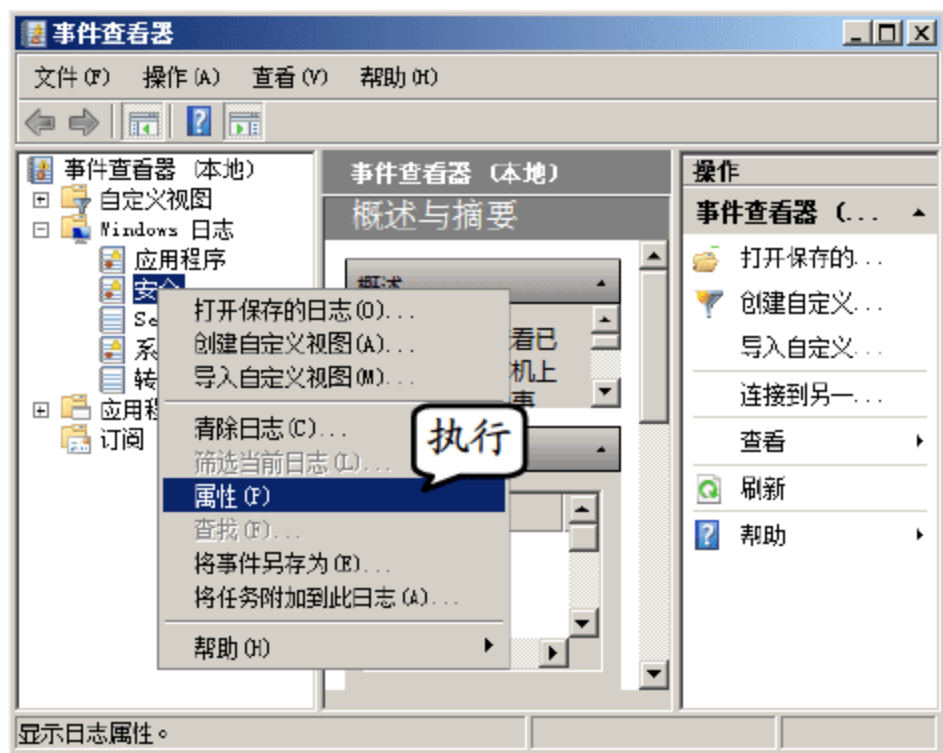 事件查看器
文件(F) 操作(A) 查看(V) 帮助(H)
事件查看器 (本地)
自定义视图
Windows 日志
应用程序
安全
Se
系
转
应用程
订阅
打开保存的日志(O)...
创建自定义视图(A)...
导入自定义视图(M)...
清除日志(C)...
筛选当前日志(L)...
属性(P)
查找(F)...
将事件另存为(E)...
将任务附加到此日志(A)...
帮助(H)
执行
事件查看器 (本地)
概述与摘要
概述
看已
机上
事
操作
事件查看器 (...
打开保存的...
创建自定义...
导入自定义...
连接到另一...
查看
刷新
帮助
显示日志属性。